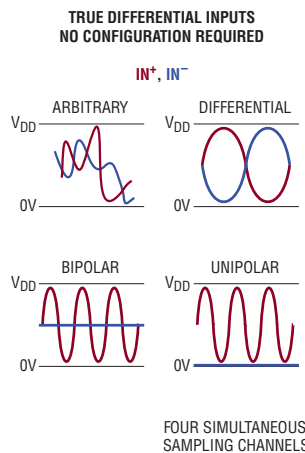 TRUE DIFFERENTIAL INPUTS
NO CONFIGURATION REQUIRED
IN+, IN−
ARBITRARY
VDD
0V
DIFFERENTIAL
VDD
0V
BIPOLAR
VDD
0V
UNIPOLAR
VDD
0V
FOUR SIMULTANEOUS
SAMPLING CHANNELS